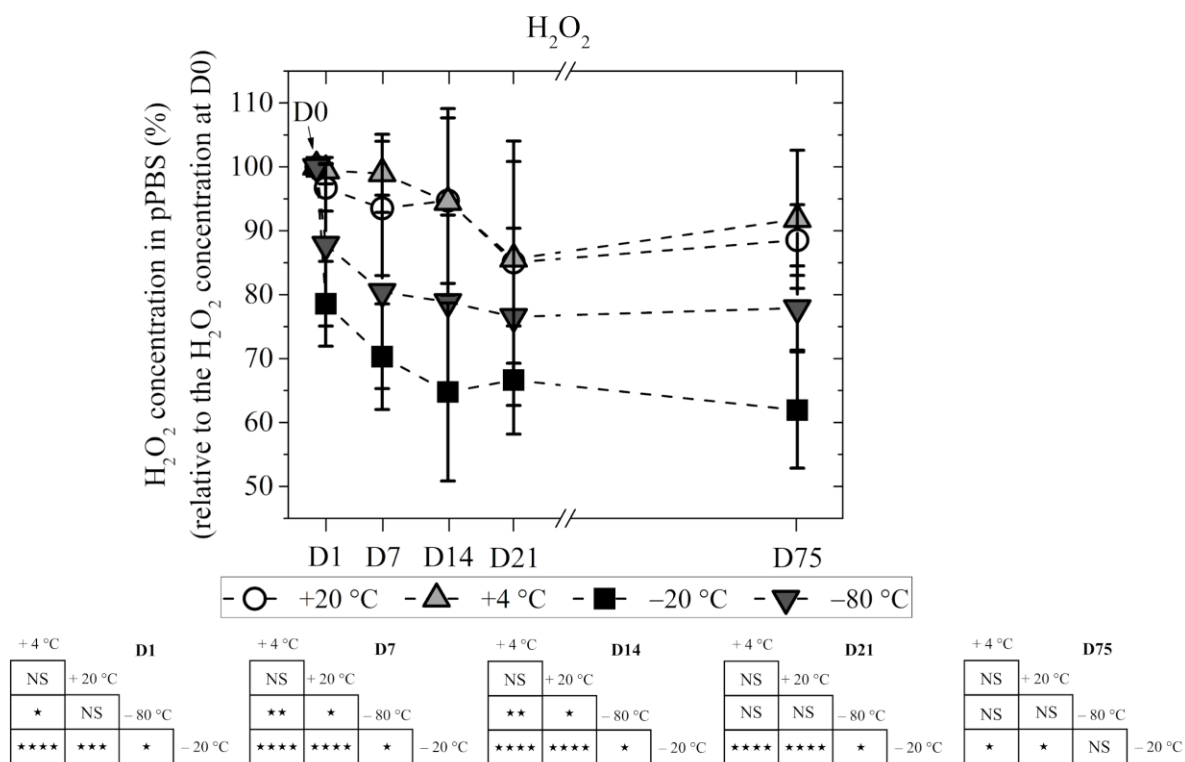 H₂O₂
H₂O₂ concentration in pPBS (%)
(relative to the H₂O₂ concentration at D0)
110
100
90
80
70
60
50
D0
D1 D7 D14 D21 D75
+20 °C +4 °C –20 °C –80 °C
+ 4 °C D1
NS + 20 °C
★ NS – 80 °C
★★★★ ★★★ ★ – 20 °C
+ 4 °C D7
NS + 20 °C
★★ ★ – 80 °C
★★★★ ★★★★ ★ – 20 °C
+ 4 °C D14
NS + 20 °C
★★ ★ – 80 °C
★★★★ ★★★★ ★ – 20 °C
+ 4 °C D21
NS + 20 °C
NS NS – 80 °C
★★★★ ★★★★ ★ – 20 °C
+ 4 °C D75
NS + 20 °C
NS NS – 80 °C
★ ★ NS – 20 °C